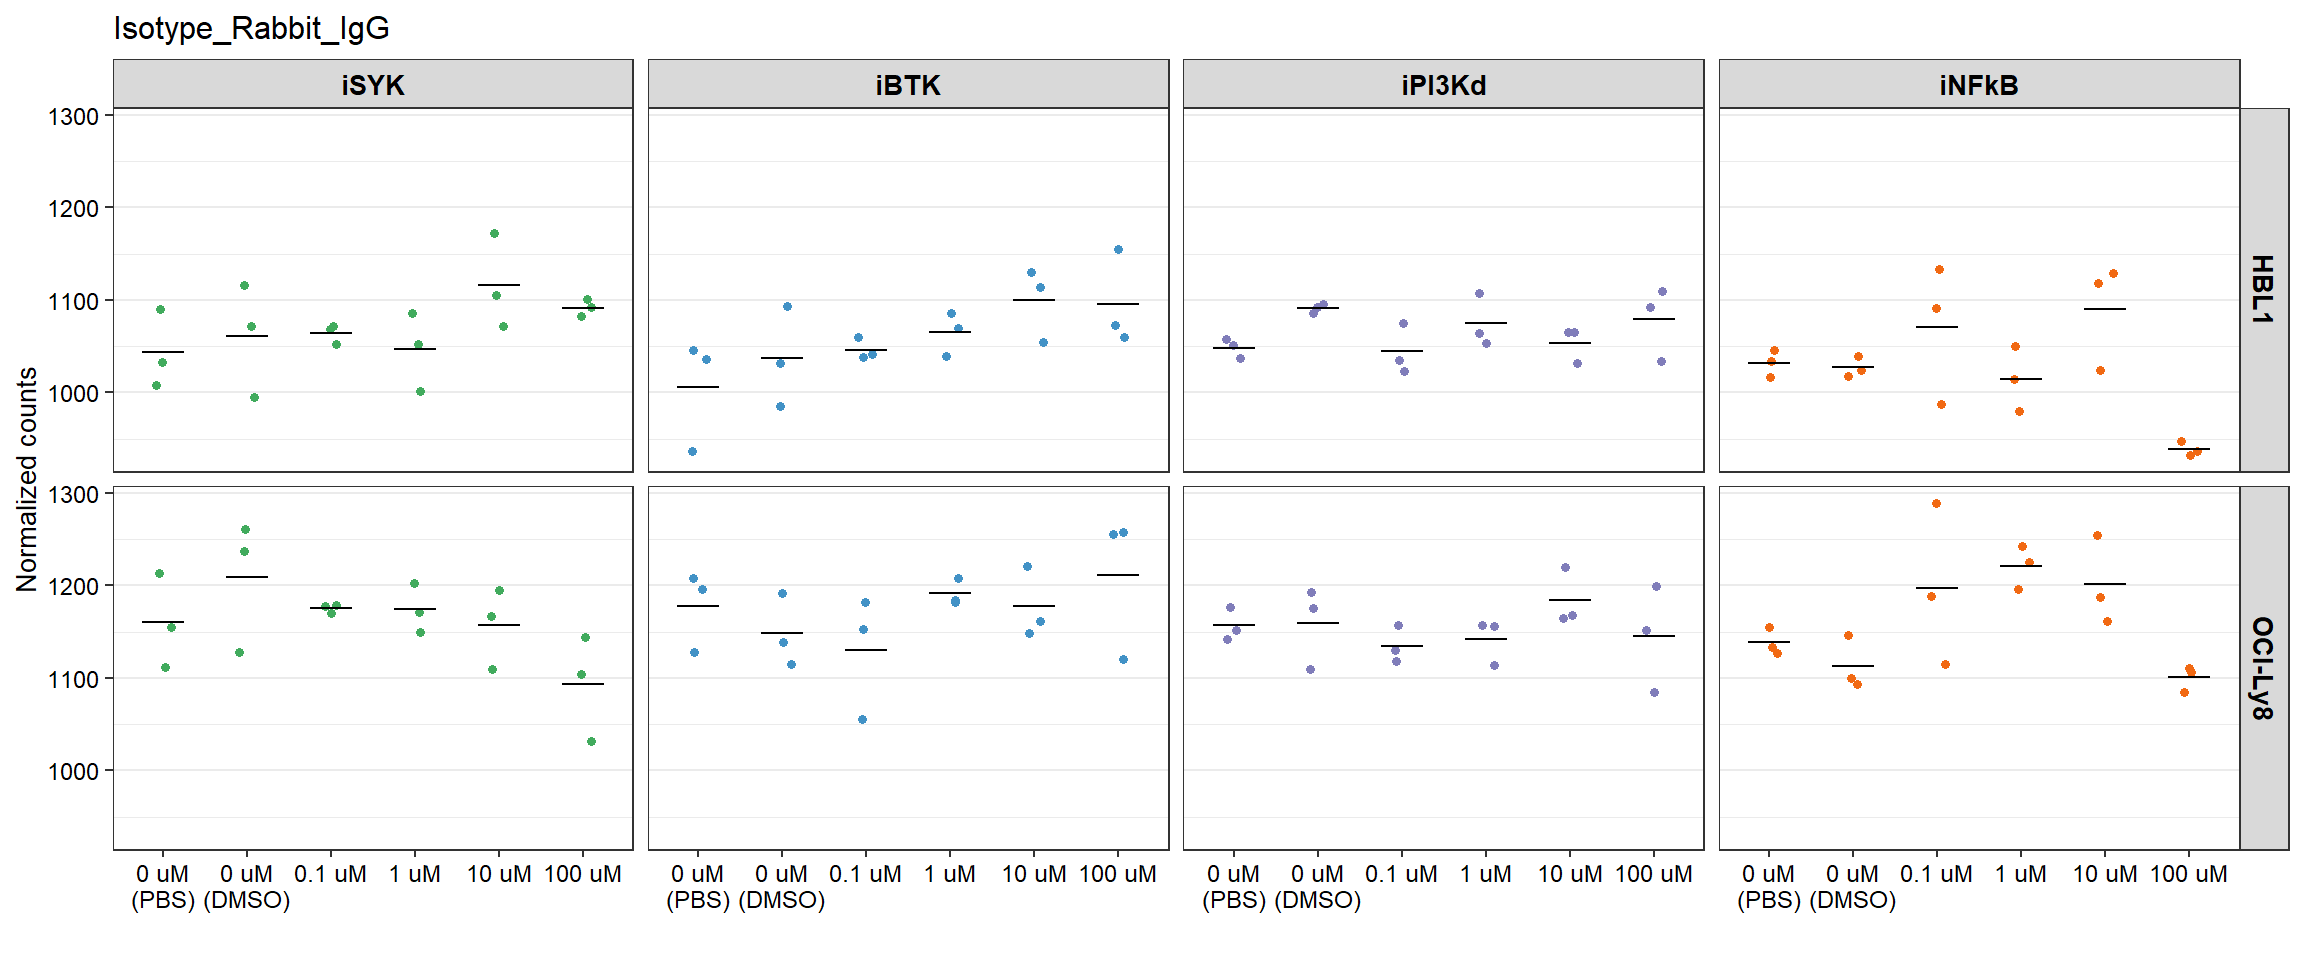 Isotype_Rabbit_IgG
iSYK iBTK iPI3Kd iNFkB
Normalized counts
1300
1200
1100
1000
HBL1
1300
1200
1100
1000
OCI-Ly8
0 uM 0 uM 0.1 uM 1 uM 10 uM 100 uM 0 uM 0 uM 0.1 uM 1 uM 10 uM 100 uM 0 uM 0 uM 0.1 uM 1 uM 10 uM 100 uM 0 uM 0 uM 0.1 uM 1 uM 10 uM 100 uM
(PBS) (DMSO) (PBS) (DMSO) (PBS) (DMSO) (PBS) (DMSO)